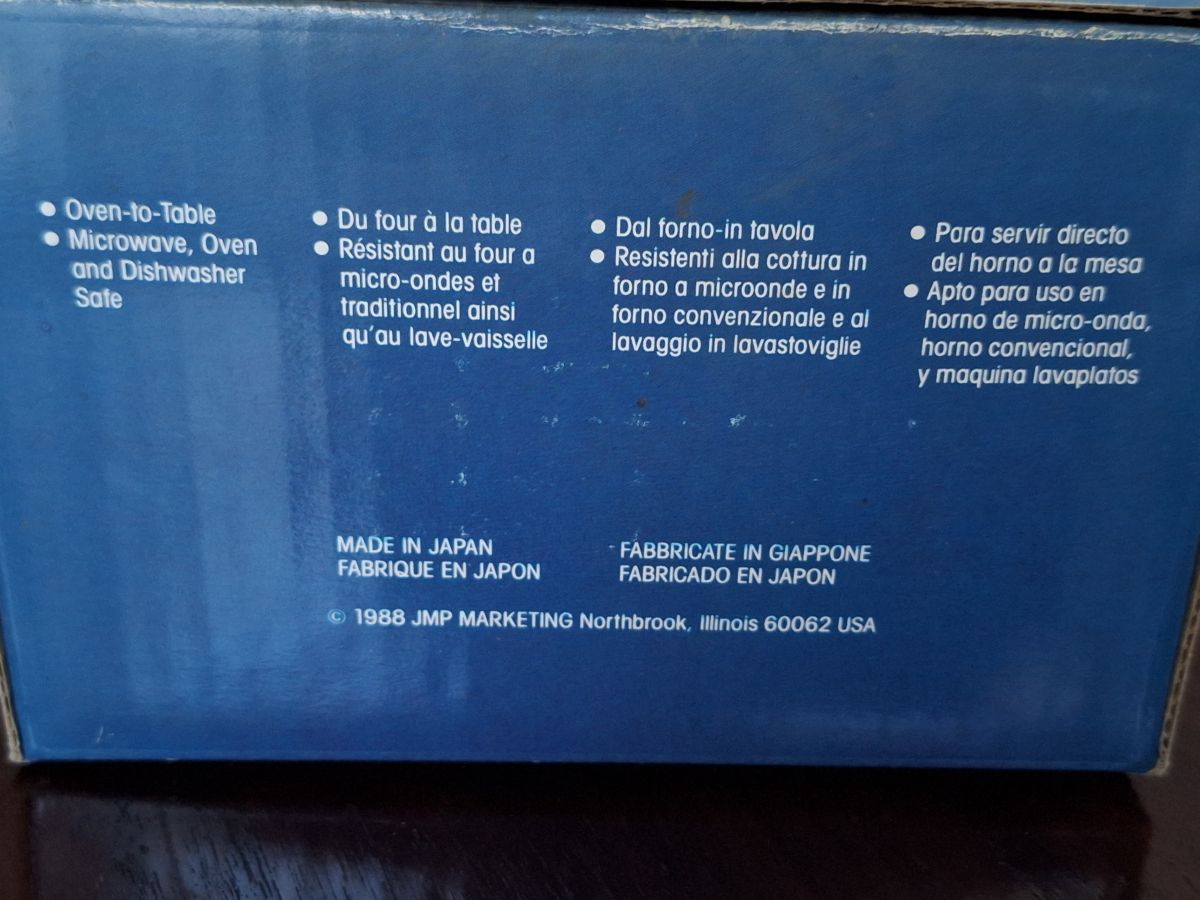 ● Oven-to-Table
● Microwave, Oven
and Dishwasher
Safe
● Du four à la table
● Résistant au four a
micro-ondes et
traditionnel ainsi
qu'au lave-vaisselle
● Dal forno-in tavola
● Resistenti alla cottura in
forno a microonde e in
forno convenzionale e al
lavaggio in lavastoviglie
● Para servir directo
del horno a la mesa
● Apto para uso en
horno de micro-onda,
horno convencional,
y maquina lavaplatos
MADE IN JAPAN
FABRIQUE EN JAPON
FABBRICATE IN GIAPPONE
FABRICADO EN JAPON
© 1988 JMP MARKETING Northbrook, Illinois 60062 USA